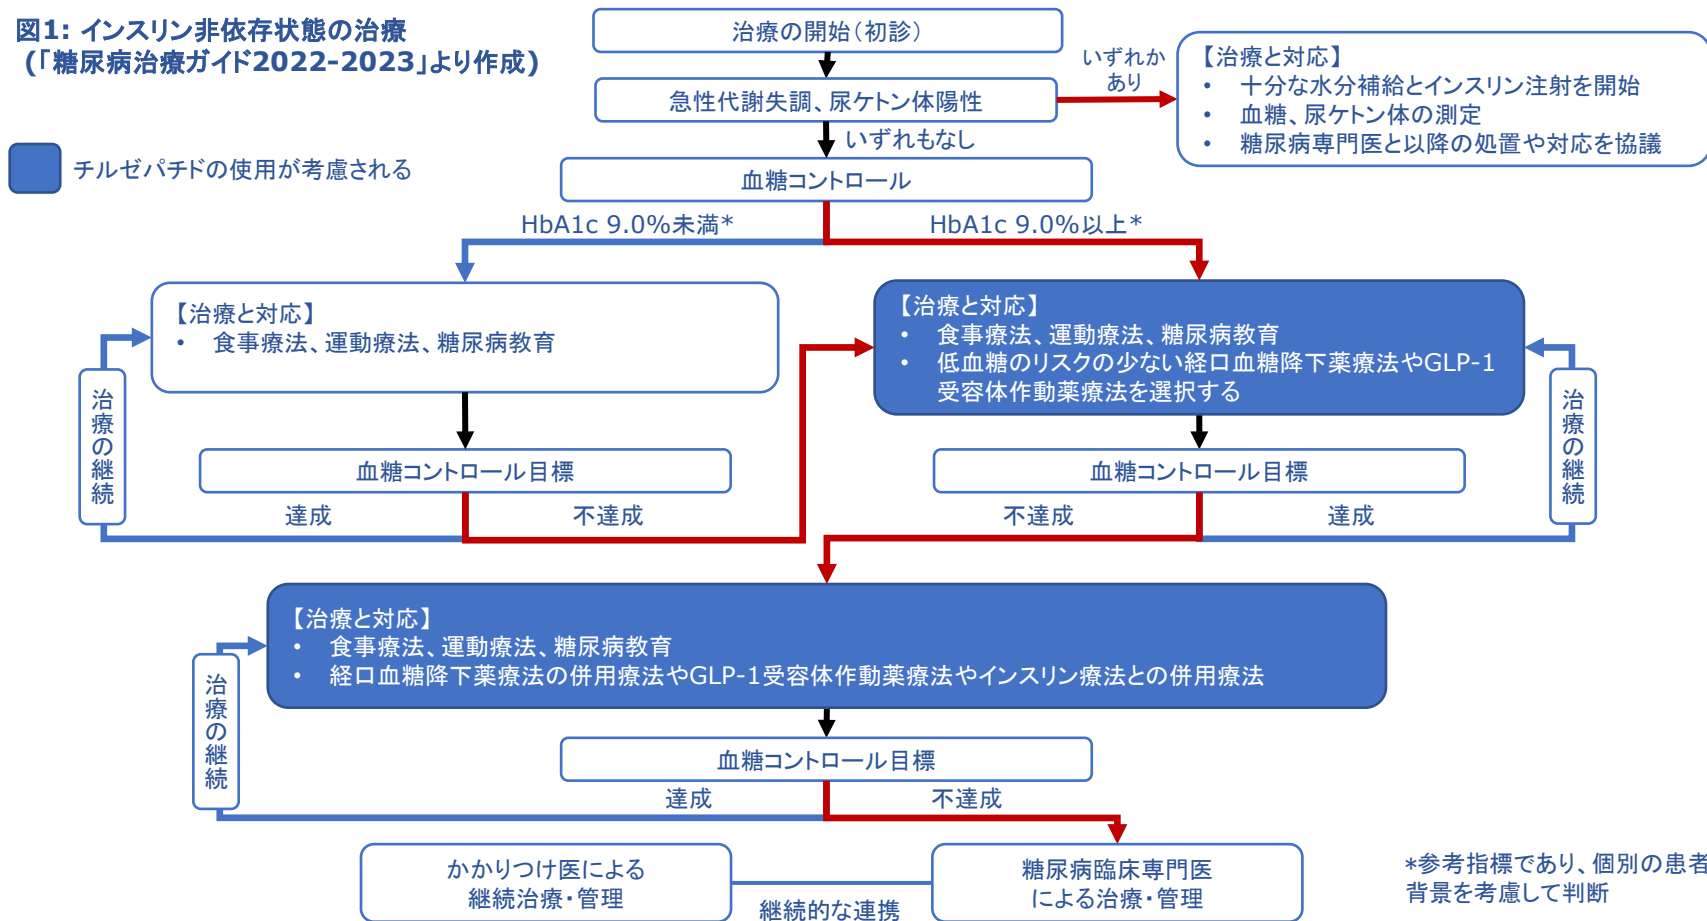 図1: インスリン非依存状態の治療
(「糖尿病治療ガイド2022-2023」より作成)
治療の開始(初診)
急性代謝失調、尿ケトン体陽性
いずれか
あり
【治療と対応】
• 十分な水分補給とインスリン注射を開始
• 血糖、尿ケトン体の測定
• 糖尿病専門医と以降の処置や対応を協議
いずれもなし
チルゼパチドの使用が考慮される
血糖コントロール
HbA1c 9.0%未満*
HbA1c 9.0%以上*
【治療と対応】
• 食事療法、運動療法、糖尿病教育
【治療と対応】
• 食事療法、運動療法、糖尿病教育
• 低血糖のリスクの少ない経口血糖降下薬療法やGLP-1
受容体作動薬療法を選択する
治療の継続
血糖コントロール目標
達成
不達成
血糖コントロール目標
不達成
達成
治療の継続
【治療と対応】
• 食事療法、運動療法、糖尿病教育
• 経口血糖降下薬療法の併用療法やGLP-1受容体作動薬療法やインスリン療法との併用療法
治療の継続
血糖コントロール目標
達成
不達成
かかりつけ医による
継続治療・管理
継続的な連携
糖尿病臨床専門医
による治療・管理
*参考指標であり、個別の患者
背景を考慮して判断